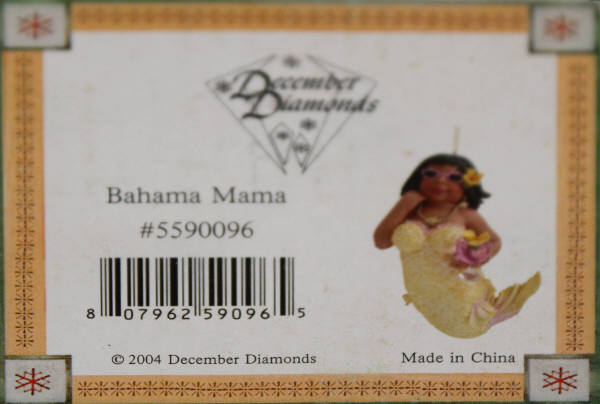 December
Diamonds
Bahama Mama
#5590096
8 07962 59096 5
© 2004 December Diamonds
Made in China